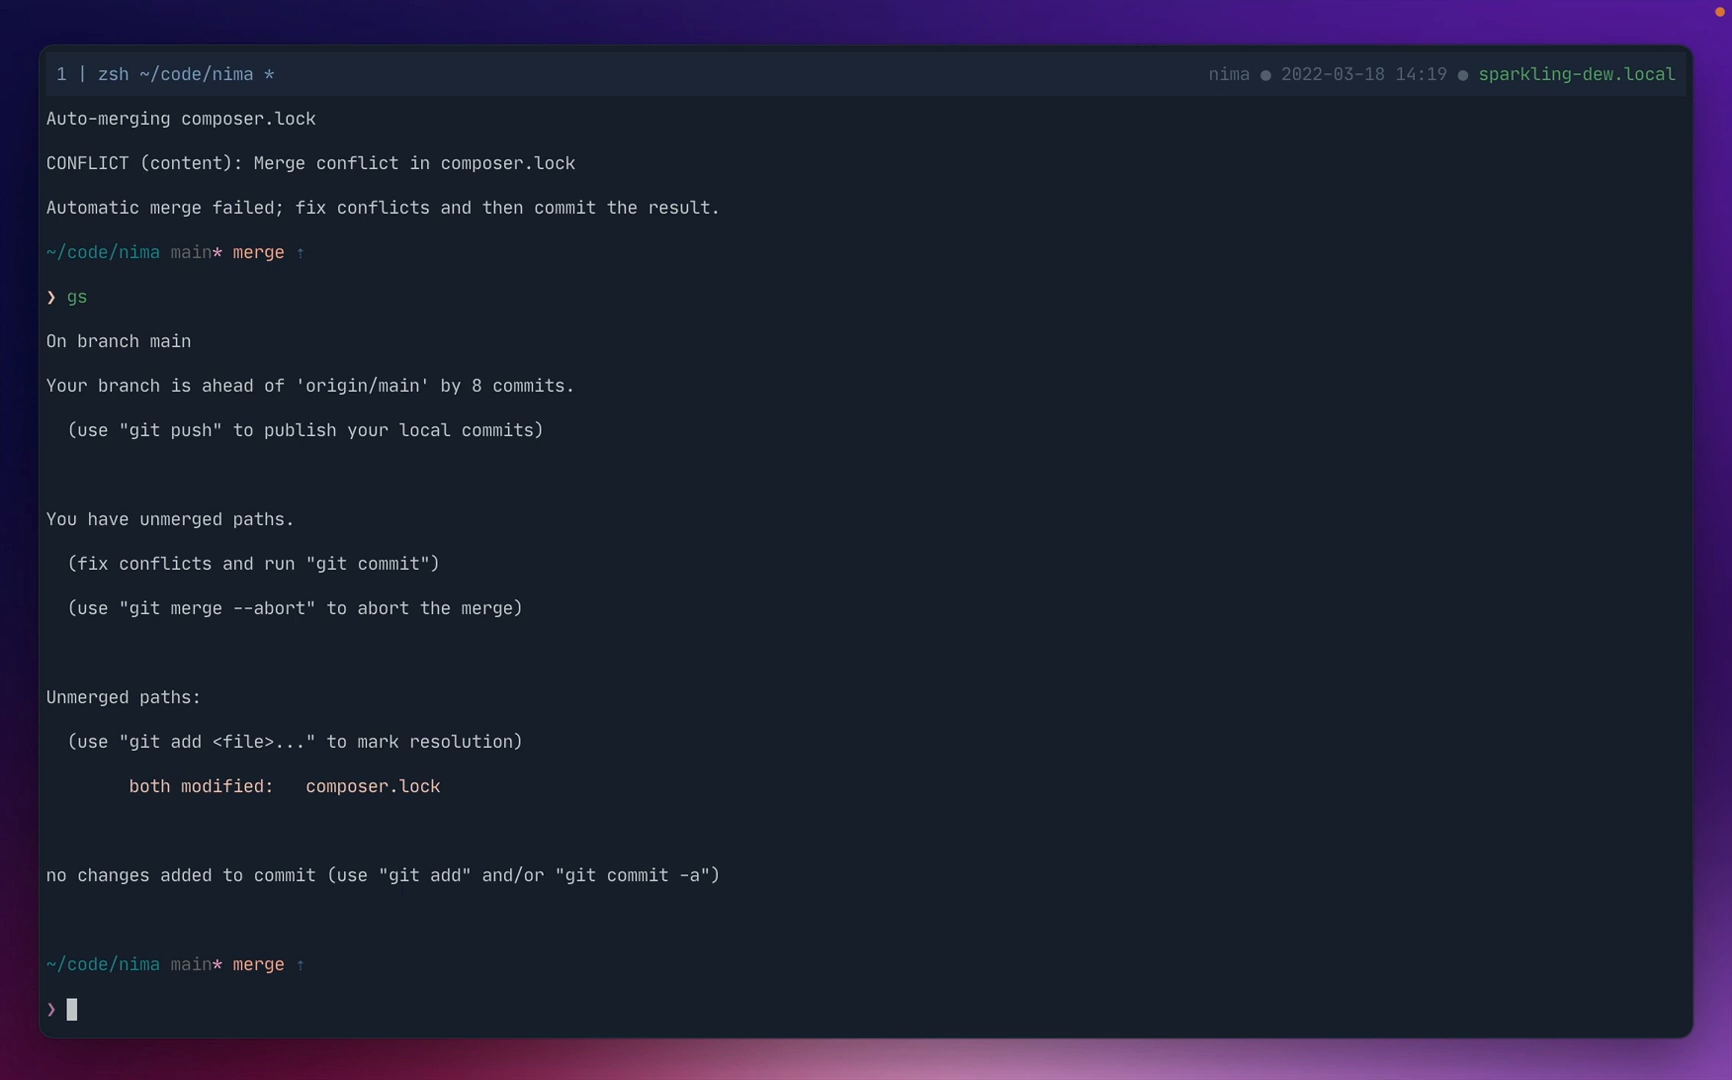 1 | zsh ~/code/nima *
nima ● 2022-03-18 14:19 ● sparkling-dew.local
Auto-merging composer.lock
CONFLICT (content): Merge conflict in composer.lock
Automatic merge failed; fix conflicts and then commit the result.
~/code/nima main* merge ⇡
❯ gs
On branch main
Your branch is ahead of 'origin/main' by 8 commits.
(use "git push" to publish your local commits)
You have unmerged paths.
(fix conflicts and run "git commit")
(use "git merge --abort" to abort the merge)
Unmerged paths:
(use "git add <file>..." to mark resolution)
both modified:   composer.lock
no changes added to commit (use "git add" and/or "git commit -a")
~/code/nima main* merge ⇡
❯